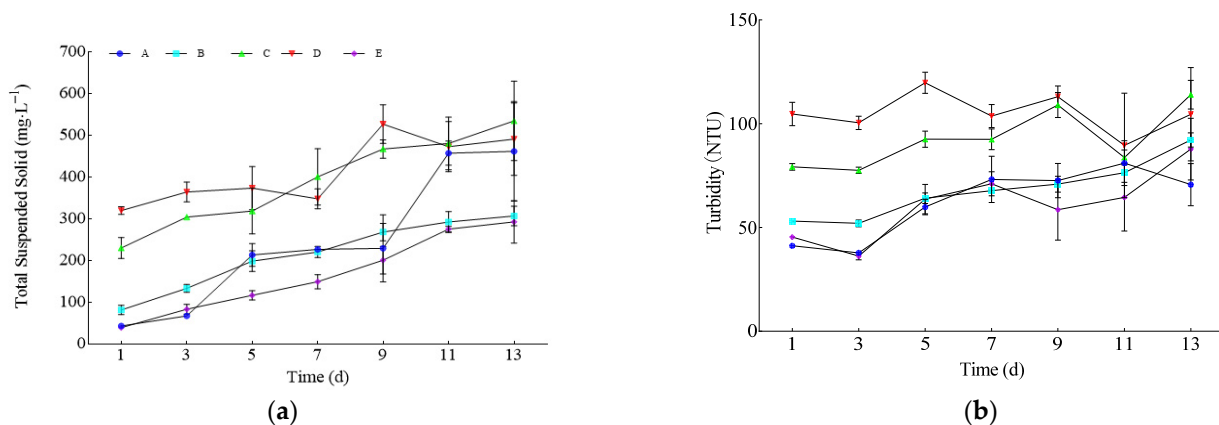 Total Suspended Solid (mg·L⁻¹)
700
600
500
400
300
200
100
0
A B C D E
1 3 5 7 9 11 13
Time (d)
(a)
Turbidity (NTU)
150
100
50
0
1 3 5 7 9 11 13
Time (d)
(b)